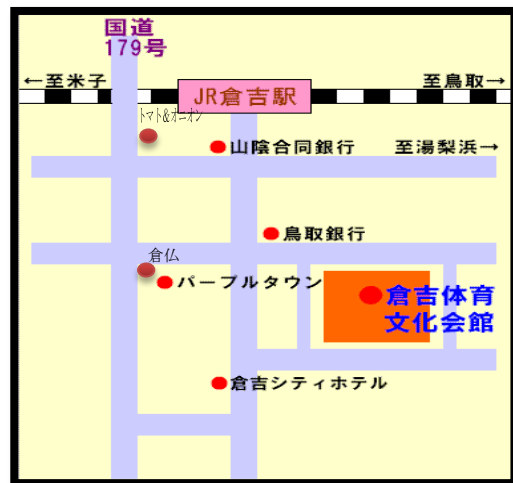 国道
179号
←至米子
JR倉吉駅
至鳥取→
トマト&オニオン
山陰合同銀行
至湯梨浜→
鳥取銀行
倉仏
パープルタウン
倉吉体育
文化会館
倉吉シティホテル